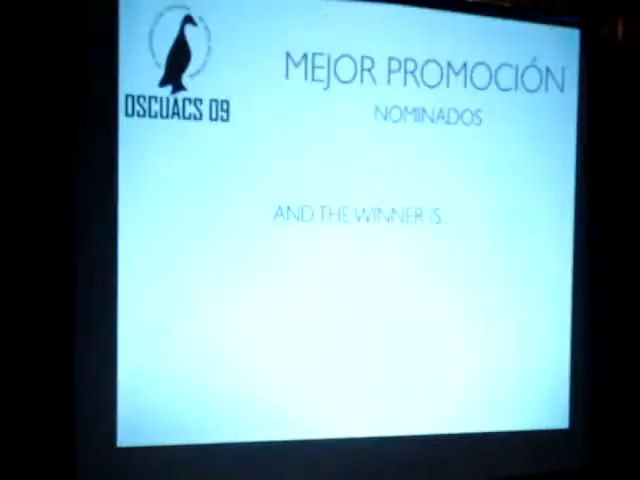 OSCUACS 09
MEJOR PROMOCIÓN
NOMINADOS
AND THE WINNER IS...